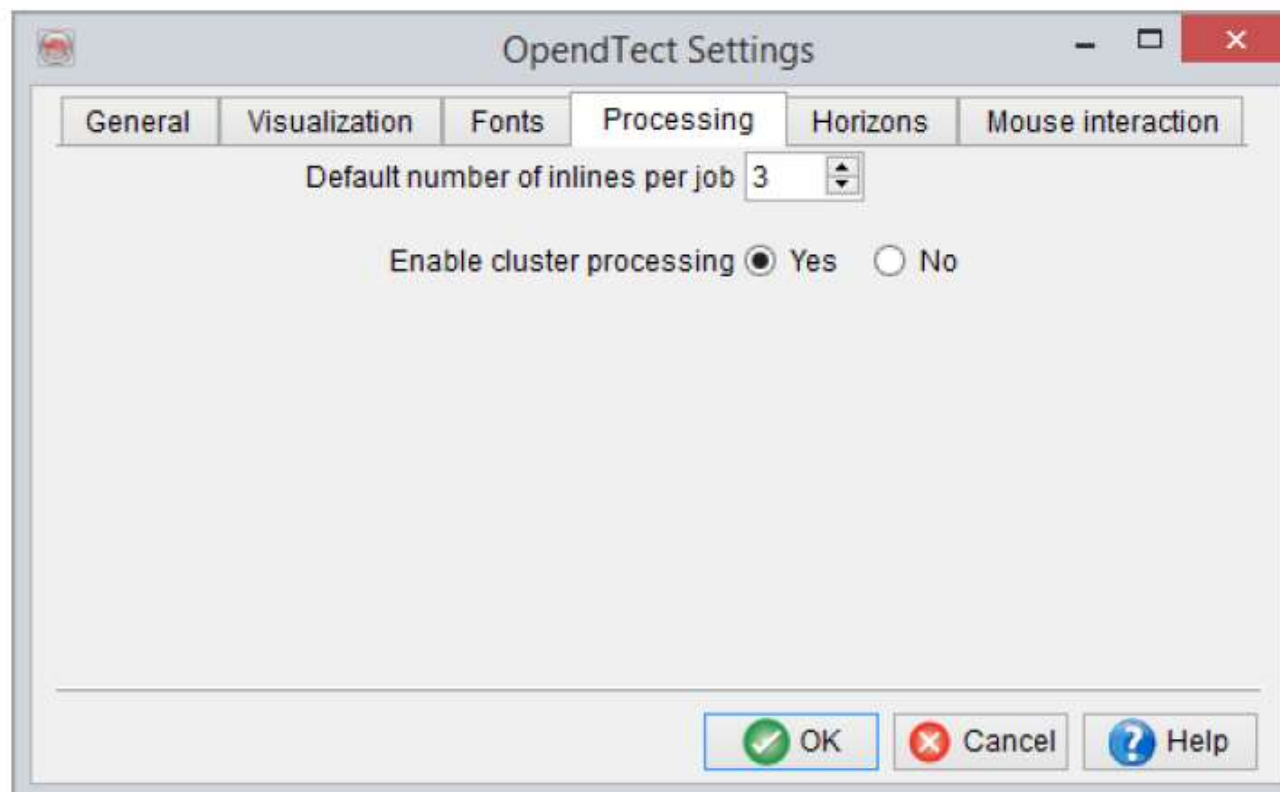 OpendTect Settings
General Visualization Fonts Processing Horizons Mouse interaction
Default number of inlines per job 3
Enable cluster processing Yes No
OK Cancel Help